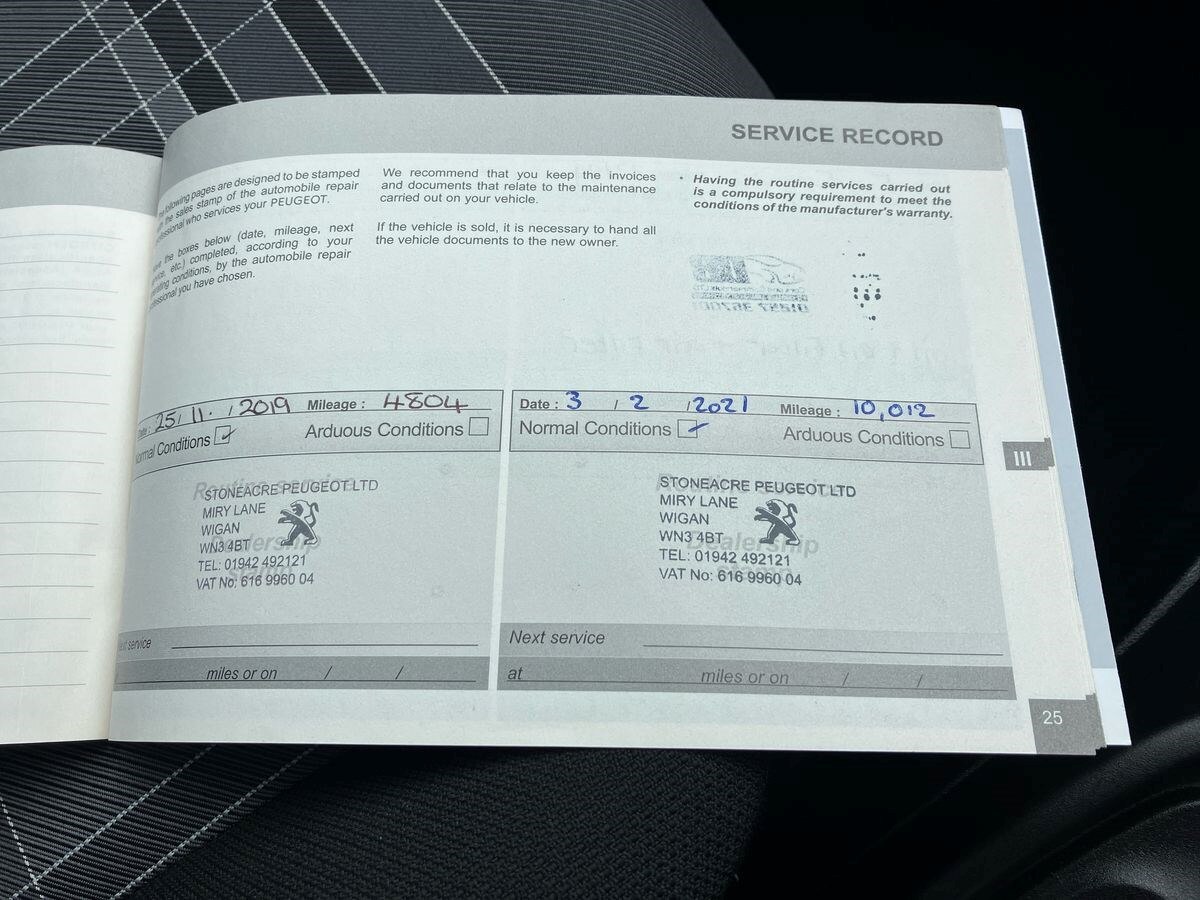 SERVICE RECORD
following pages are designed to be stamped
the sales stamp of the automobile repair
who services your PEUGEOT.
the boxes below (date, mileage, next
etc.) completed, according to your
conditions, by the automobile repair
you have chosen.
We recommend that you keep the invoices
and documents that relate to the maintenance
carried out on your vehicle.
If the vehicle is sold, it is necessary to hand all
the vehicle documents to the new owner.
• Having the routine services carried out
is a compulsory requirement to meet the
conditions of the manufacturer's warranty.
: 25/ 11 . / 2019 Mileage : 4804
Normal Conditions Arduous Conditions
Routine service
STONEACRE PEUGEOT LTD
MIRY LANE
WIGAN
WN3 4BT
Dealership
stamp
TEL: 01942 492121
VAT No: 616 9960 04
Next service
miles or on / /
Date : 3 / 2 / 2021 Mileage : 10,012
Normal Conditions Arduous Conditions
Routine service
STONEACRE PEUGEOT LTD
MIRY LANE
WIGAN
WN3 4BT
Dealership
stamp
TEL: 01942 492121
VAT No: 616 9960 04
Next service
at miles or on / /
III
25